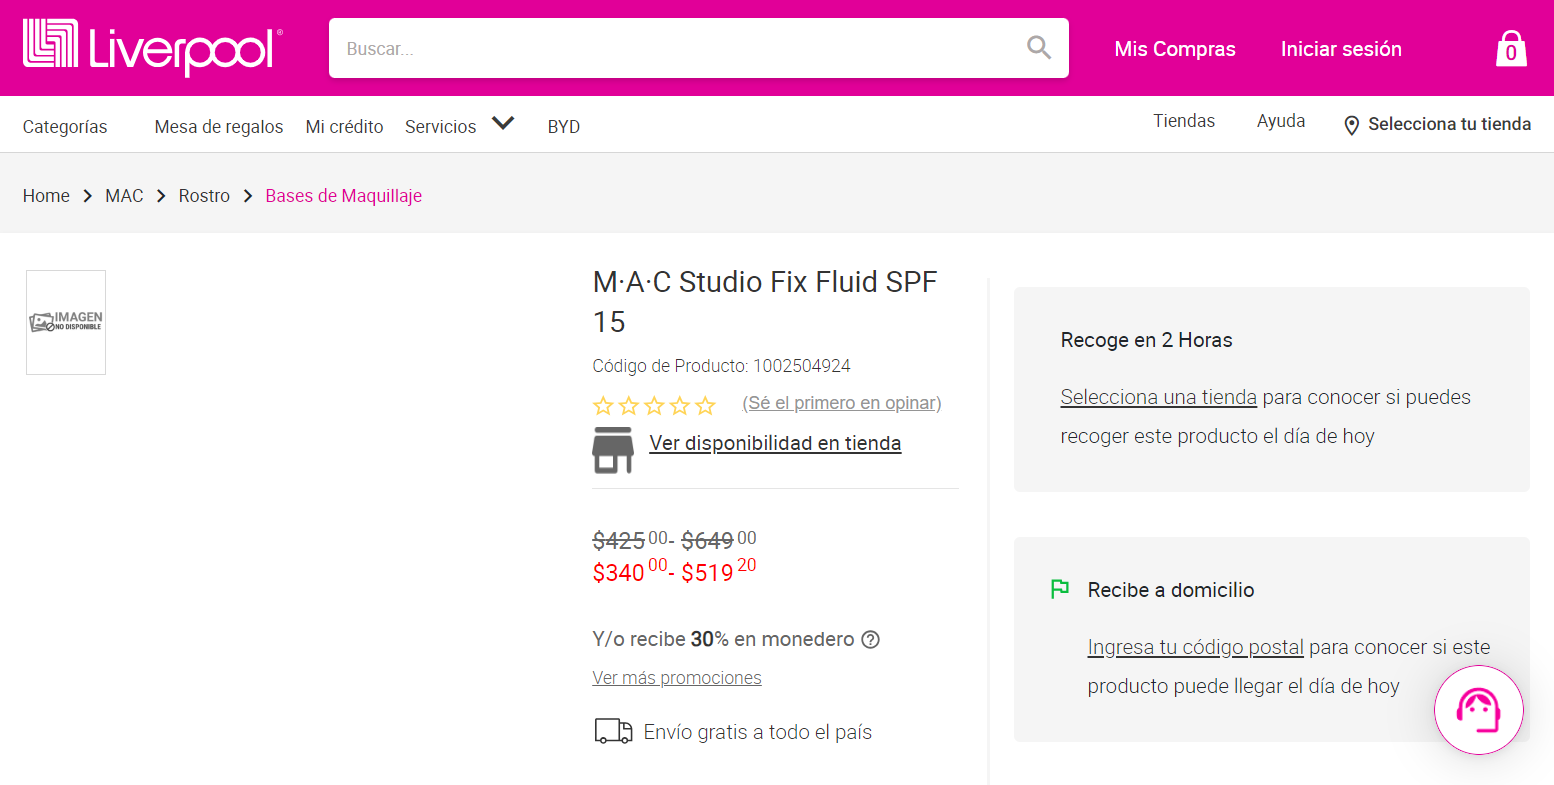 Liverpool®
Buscar...
Mis Compras
Iniciar sesión
0
Categorías
Mesa de regalos
Mi crédito
Servicios
BYD
Tiendas
Ayuda
Selecciona tu tienda
Home > MAC > Rostro > Bases de Maquillaje
IMAGEN
NO DISPONIBLE
M·A·C Studio Fix Fluid SPF
15
Código de Producto: 1002504924
(Sé el primero en opinar)
Ver disponibilidad en tienda
$425 00- $649 00
$340 00- $519 20
Y/o recibe 30% en monedero ?
Ver más promociones
Envío gratis a todo el país
Recoge en 2 Horas
Selecciona una tienda para conocer si puedes
recoger este producto el día de hoy
Recibe a domicilio
Ingresa tu código postal para conocer si este
producto puede llegar el día de hoy